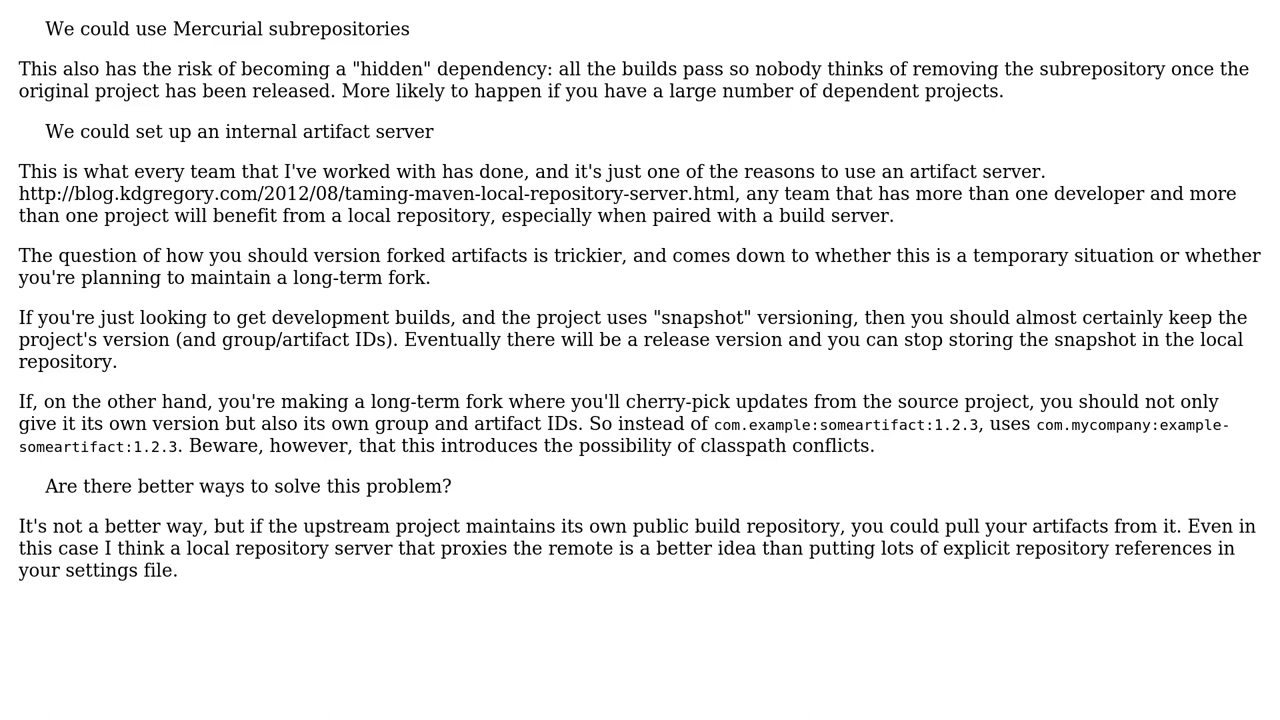 We could use Mercurial subrepositories
This also has the risk of becoming a "hidden" dependency: all the builds pass so nobody thinks of removing the subrepository once the
original project has been released. More likely to happen if you have a large number of dependent projects.
We could set up an internal artifact server
This is what every team that I've worked with has done, and it's just one of the reasons to use an artifact server.
http://blog.kdgregory.com/2012/08/taming-maven-local-repository-server.html, any team that has more than one developer and more
than one project will benefit from a local repository, especially when paired with a build server.
The question of how you should version forked artifacts is trickier, and comes down to whether this is a temporary situation or whether
you're planning to maintain a long-term fork.
If you're just looking to get development builds, and the project uses "snapshot" versioning, then you should almost certainly keep the
project's version (and group/artifact IDs). Eventually there will be a release version and you can stop storing the snapshot in the local
repository.
If, on the other hand, you're making a long-term fork where you'll cherry-pick updates from the source project, you should not only
give it its own version but also its own group and artifact IDs. So instead of com.example:someartifact:1.2.3, uses com.mycompany:example-
someartifact:1.2.3. Beware, however, that this introduces the possibility of classpath conflicts.
Are there better ways to solve this problem?
It's not a better way, but if the upstream project maintains its own public build repository, you could pull your artifacts from it. Even in
this case I think a local repository server that proxies the remote is a better idea than putting lots of explicit repository references in
your settings file.